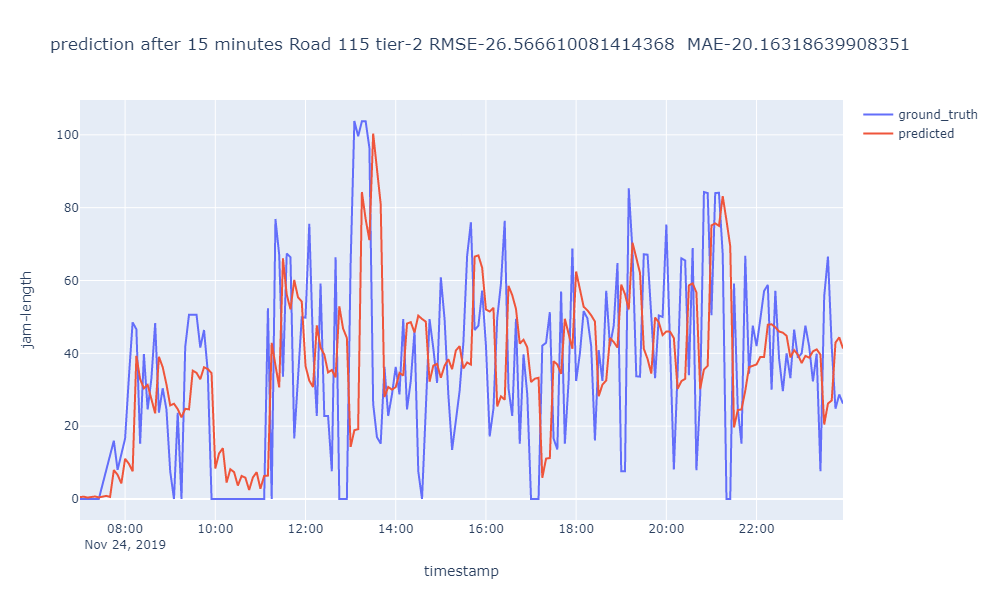 prediction after 15 minutes Road 115 tier-2 RMSE-26.566610081414368  MAE-20.16318639908351
ground_truth
predicted
100
80
60
40
20
0
jam-length
08:00 10:00 12:00 14:00 16:00 18:00 20:00 22:00
Nov 24, 2019
timestamp